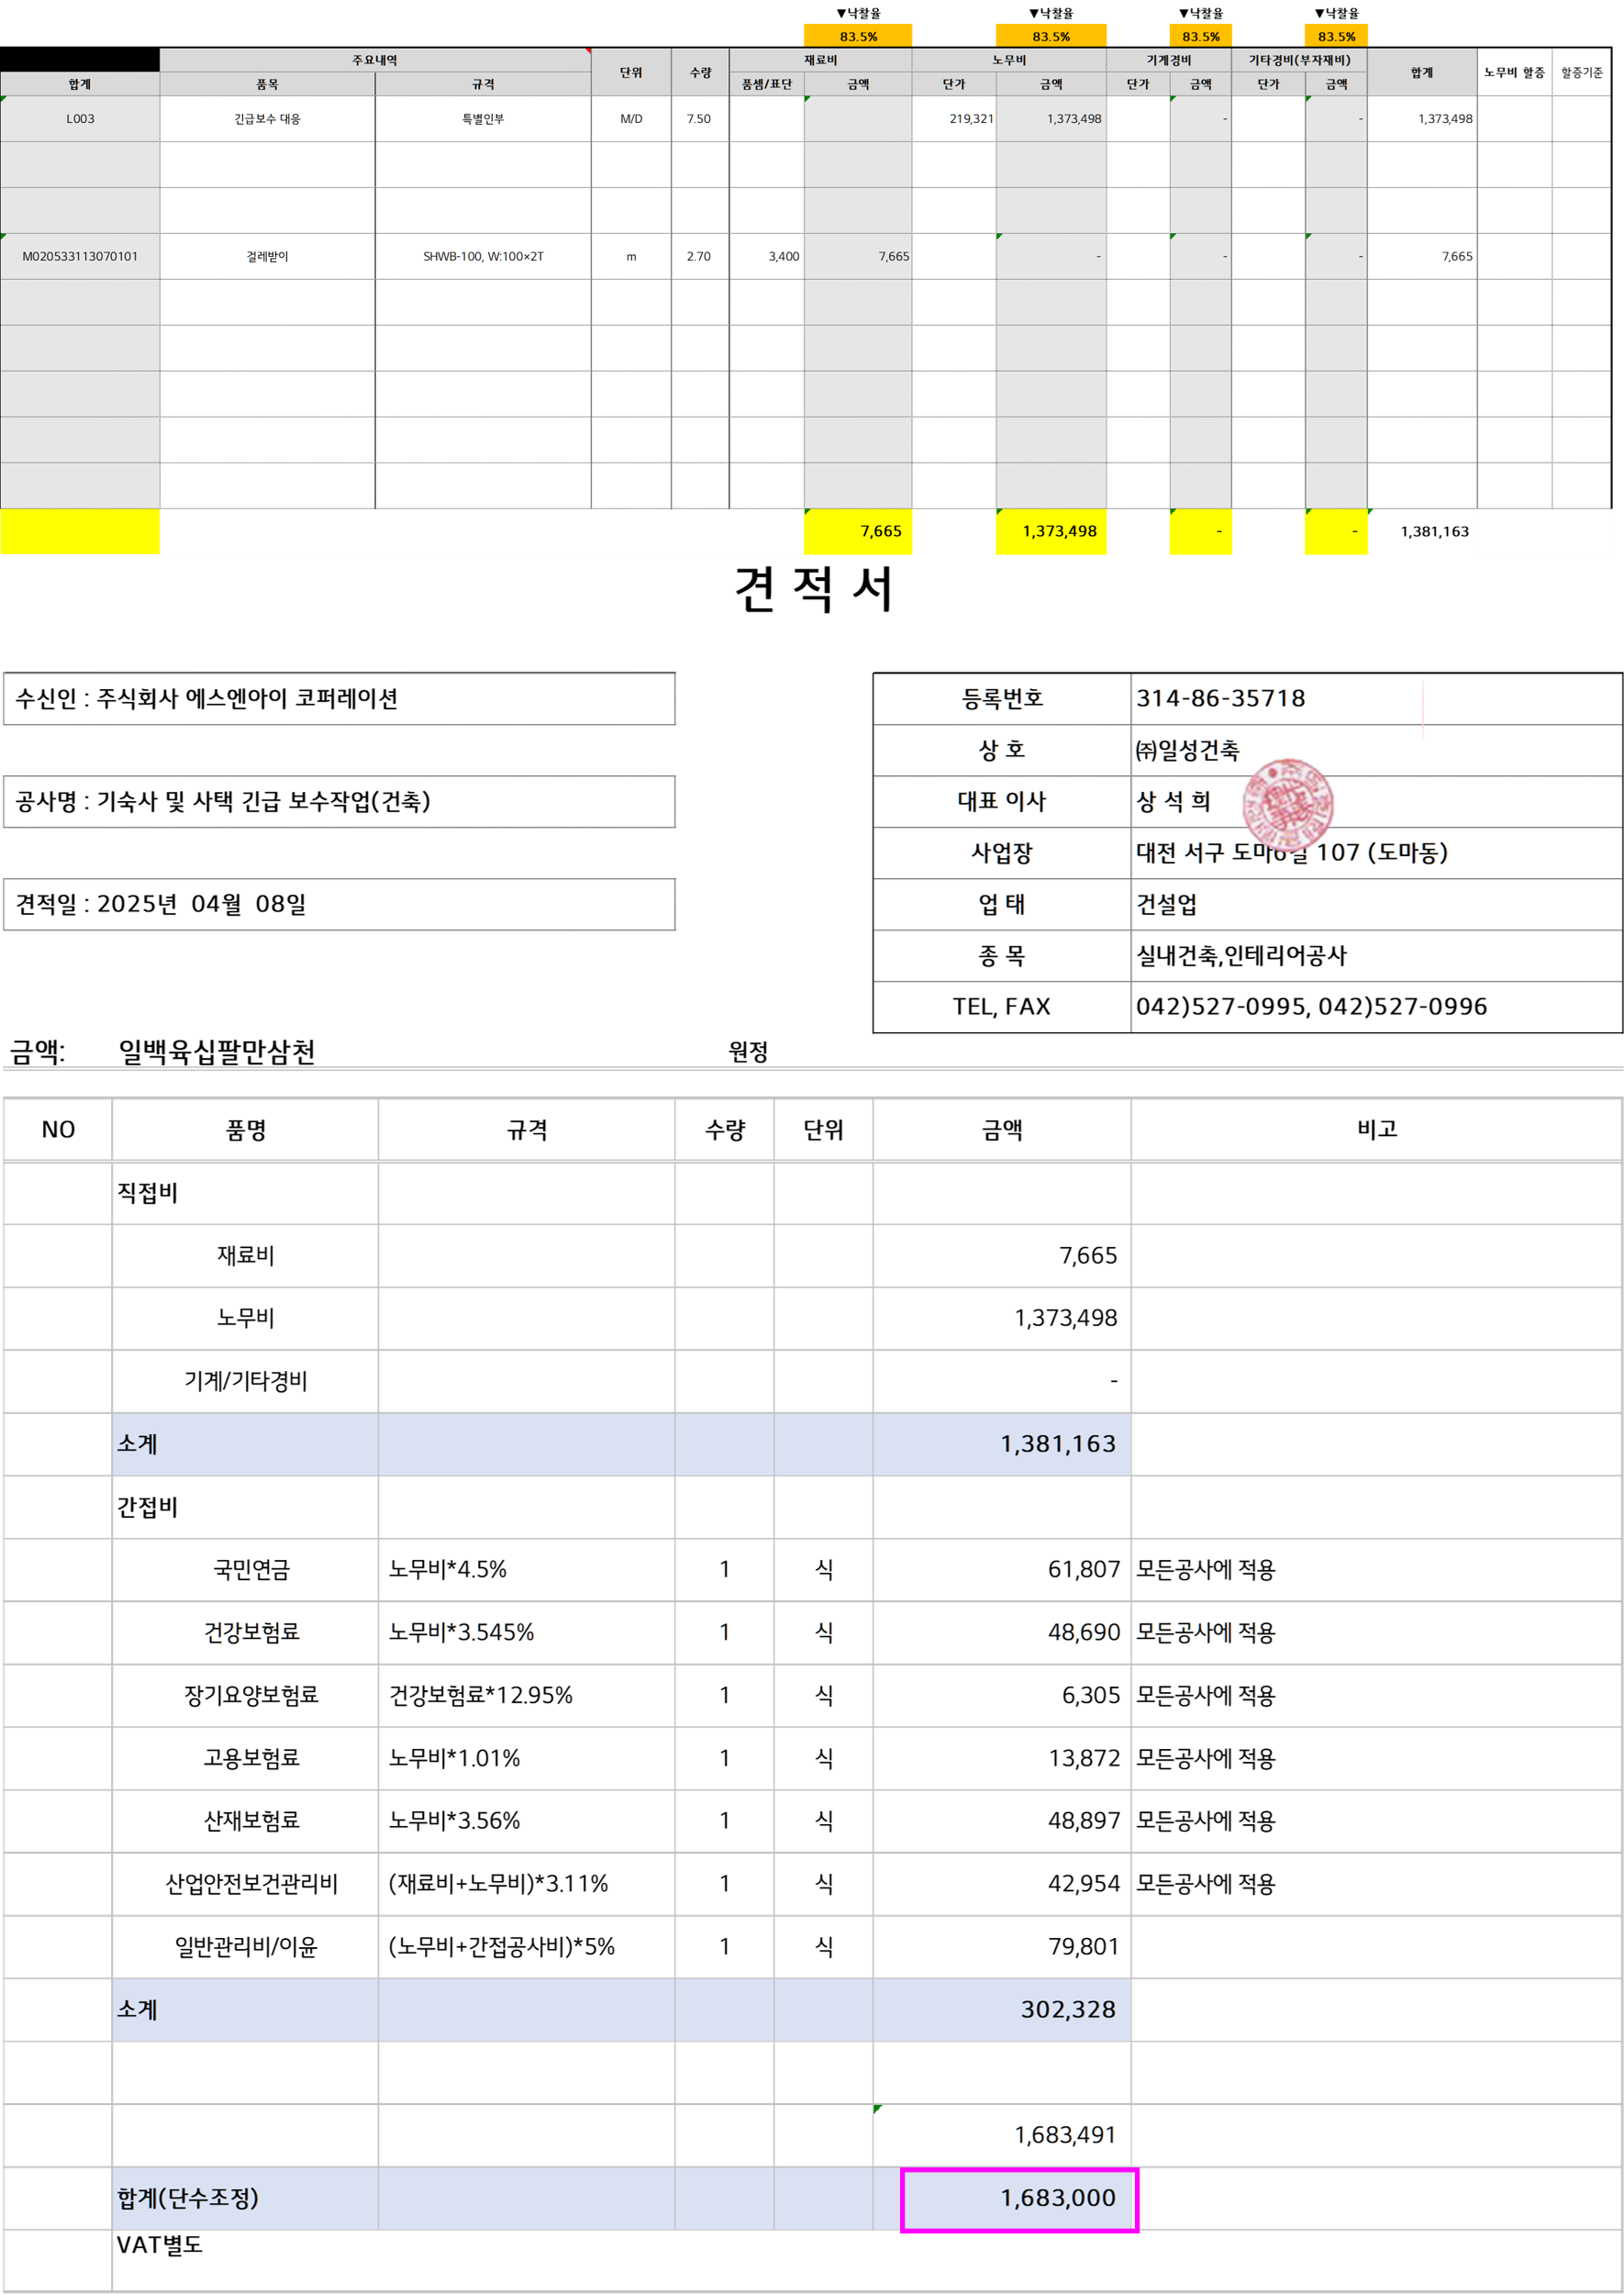 ▼낙찰율 ▼낙찰율 ▼낙찰율 ▼낙찰율
83.5% 83.5% 83.5% 83.5%
주요내역 단위 수량 재료비 노무비 기계경비 기타경비(부자재비) 합계 노무비 할증 할증기준
합계 품목 규격 품셈/표단 금액 단가 금액 단가 금액 단가 금액
L003 긴급보수 대응 특별인부 M/D 7.50 219,321 1,373,498 - - 1,373,498
M020533113070101 걸레받이 SHWB-100, W:100×2T m 2.70 3,400 7,665 - - - 7,665
7,665 1,373,498 - - 1,381,163
견 적 서
수신인 : 주식회사 에스엔아이 코퍼레이션
공사명 : 기숙사 및 사택 긴급 보수작업(건축)
견적일 : 2025년 04월 08일
등록번호 314-86-35718
상 호 ㈜일성건축
대표 이사 상 석 희
사업장 대전 서구 도마6길 107 (도마동)
업 태 건설업
종 목 실내건축,인테리어공사
TEL, FAX 042)527-0995, 042)527-0996
금액: 일백육십팔만삼천 원정
NO 품명 규격 수량 단위 금액 비고
직접비
재료비 7,665
노무비 1,373,498
기계/기타경비 -
소계 1,381,163
간접비
국민연금 노무비*4.5% 1 식 61,807 모든공사에 적용
건강보험료 노무비*3.545% 1 식 48,690 모든공사에 적용
장기요양보험료 건강보험료*12.95% 1 식 6,305 모든공사에 적용
고용보험료 노무비*1.01% 1 식 13,872 모든공사에 적용
산재보험료 노무비*3.56% 1 식 48,897 모든공사에 적용
산업안전보건관리비 (재료비+노무비)*3.11% 1 식 42,954 모든공사에 적용
일반관리비/이윤 (노무비+간접공사비)*5% 1 식 79,801
소계 302,328
1,683,491
합계(단수조정) 1,683,000
VAT별도